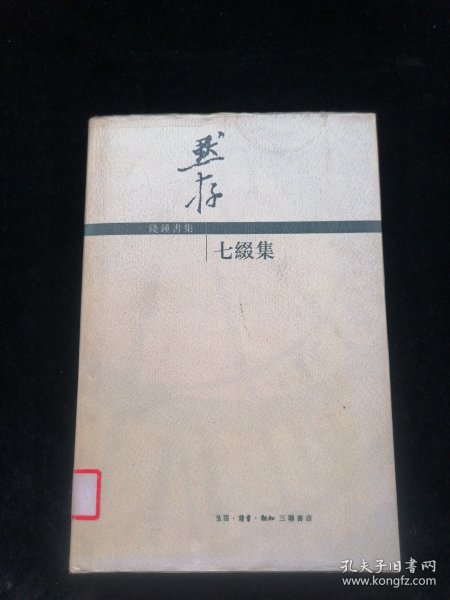 默存
錢鍾書集
七綴集
生活·讀書·新知三聯書店
孔夫子旧书网
www.kongfz.com